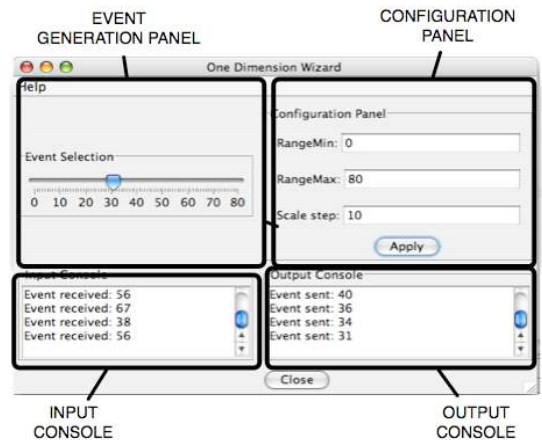 EVENT
GENERATION PANEL
CONFIGURATION
PANEL
One Dimension Wizard
Help
Event Selection
0 10 20 30 40 50 60 70 80
Configuration Panel
RangeMin: 0
RangeMax: 80
Scale step: 10
Apply
Input Console
Event received: 56
Event received: 67
Event received: 38
Event received: 56
Output Console
Event sent: 40
Event sent: 36
Event sent: 34
Event sent: 31
Close
INPUT
CONSOLE
OUTPUT
CONSOLE